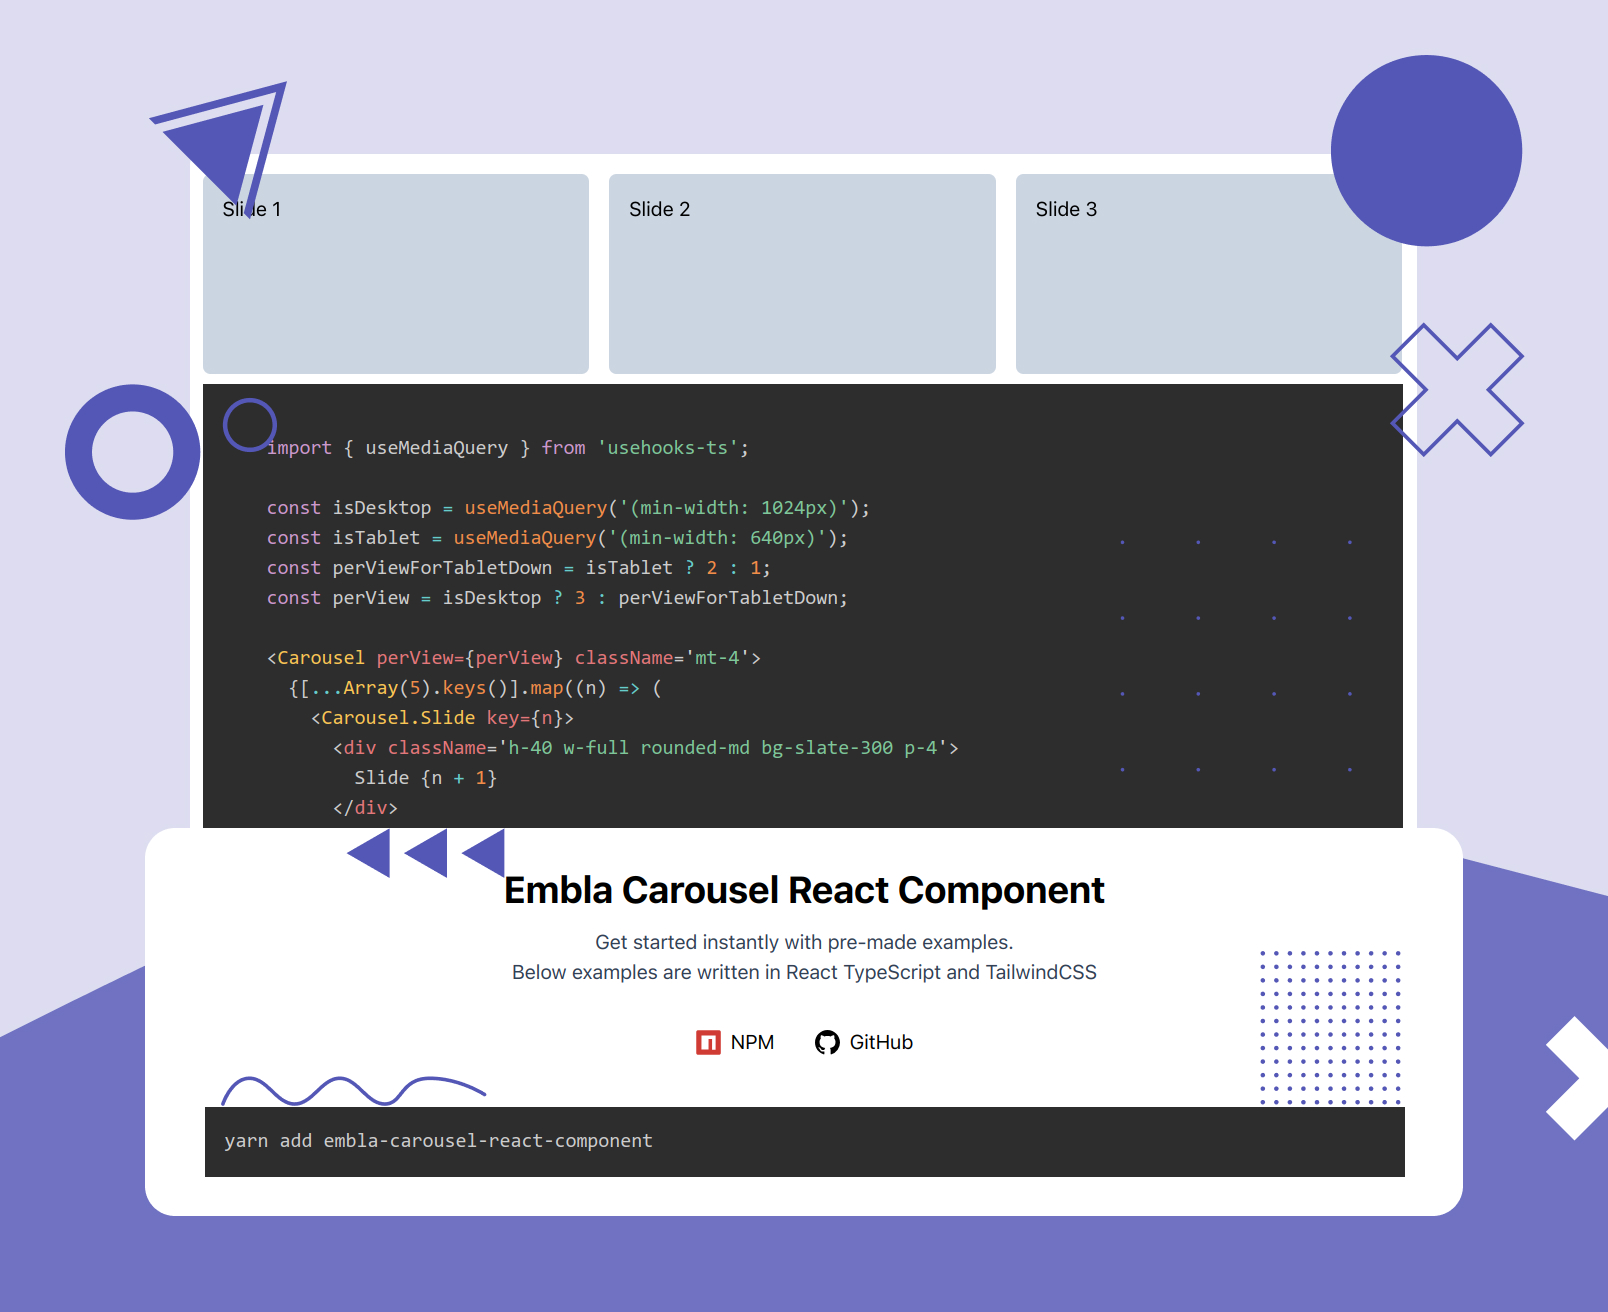 Slide 1
Slide 2
Slide 3
import { useMediaQuery } from 'usehooks-ts';
const isDesktop = useMediaQuery('(min-width: 1024px)');
const isTablet = useMediaQuery('(min-width: 640px)');
const perViewForTabletDown = isTablet ? 2 : 1;
const perView = isDesktop ? 3 : perViewForTabletDown;
<Carousel perView={perView} className='mt-4'>
  {[...Array(5).keys()].map((n) => (
    <Carousel.Slide key={n}>
      <div className='h-40 w-full rounded-md bg-slate-300 p-4'>
        Slide {n + 1}
      </div>
Embla Carousel React Component
Get started instantly with pre-made examples.
Below examples are written in React TypeScript and TailwindCSS
NPM
GitHub
yarn add embla-carousel-react-component